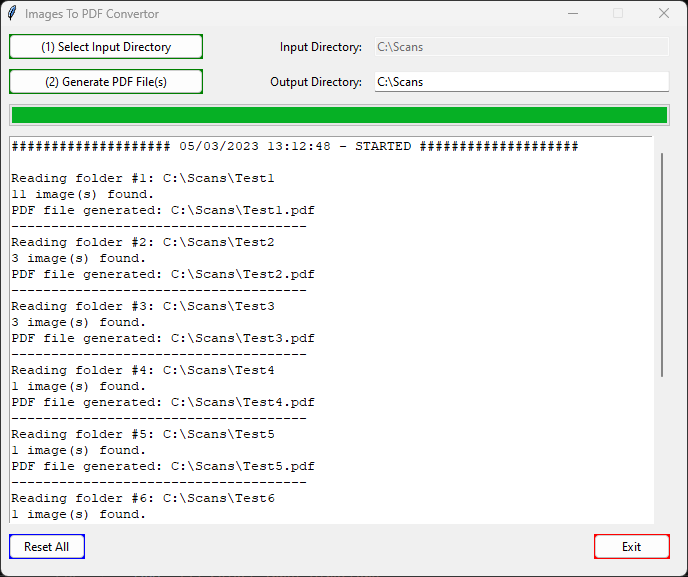 Images To PDF Convertor
(1) Select Input Directory
Input Directory:
C:\Scans
(2) Generate PDF File(s)
Output Directory:
C:\Scans
#################### 05/03/2023 13:12:48 - STARTED ####################
Reading folder #1: C:\Scans\Test1
11 image(s) found.
PDF file generated: C:\Scans\Test1.pdf
-------------------------------------
Reading folder #2: C:\Scans\Test2
3 image(s) found.
PDF file generated: C:\Scans\Test2.pdf
-------------------------------------
Reading folder #3: C:\Scans\Test3
3 image(s) found.
PDF file generated: C:\Scans\Test3.pdf
-------------------------------------
Reading folder #4: C:\Scans\Test4
1 image(s) found.
PDF file generated: C:\Scans\Test4.pdf
-------------------------------------
Reading folder #5: C:\Scans\Test5
1 image(s) found.
PDF file generated: C:\Scans\Test5.pdf
-------------------------------------
Reading folder #6: C:\Scans\Test6
1 image(s) found.
Reset All
Exit